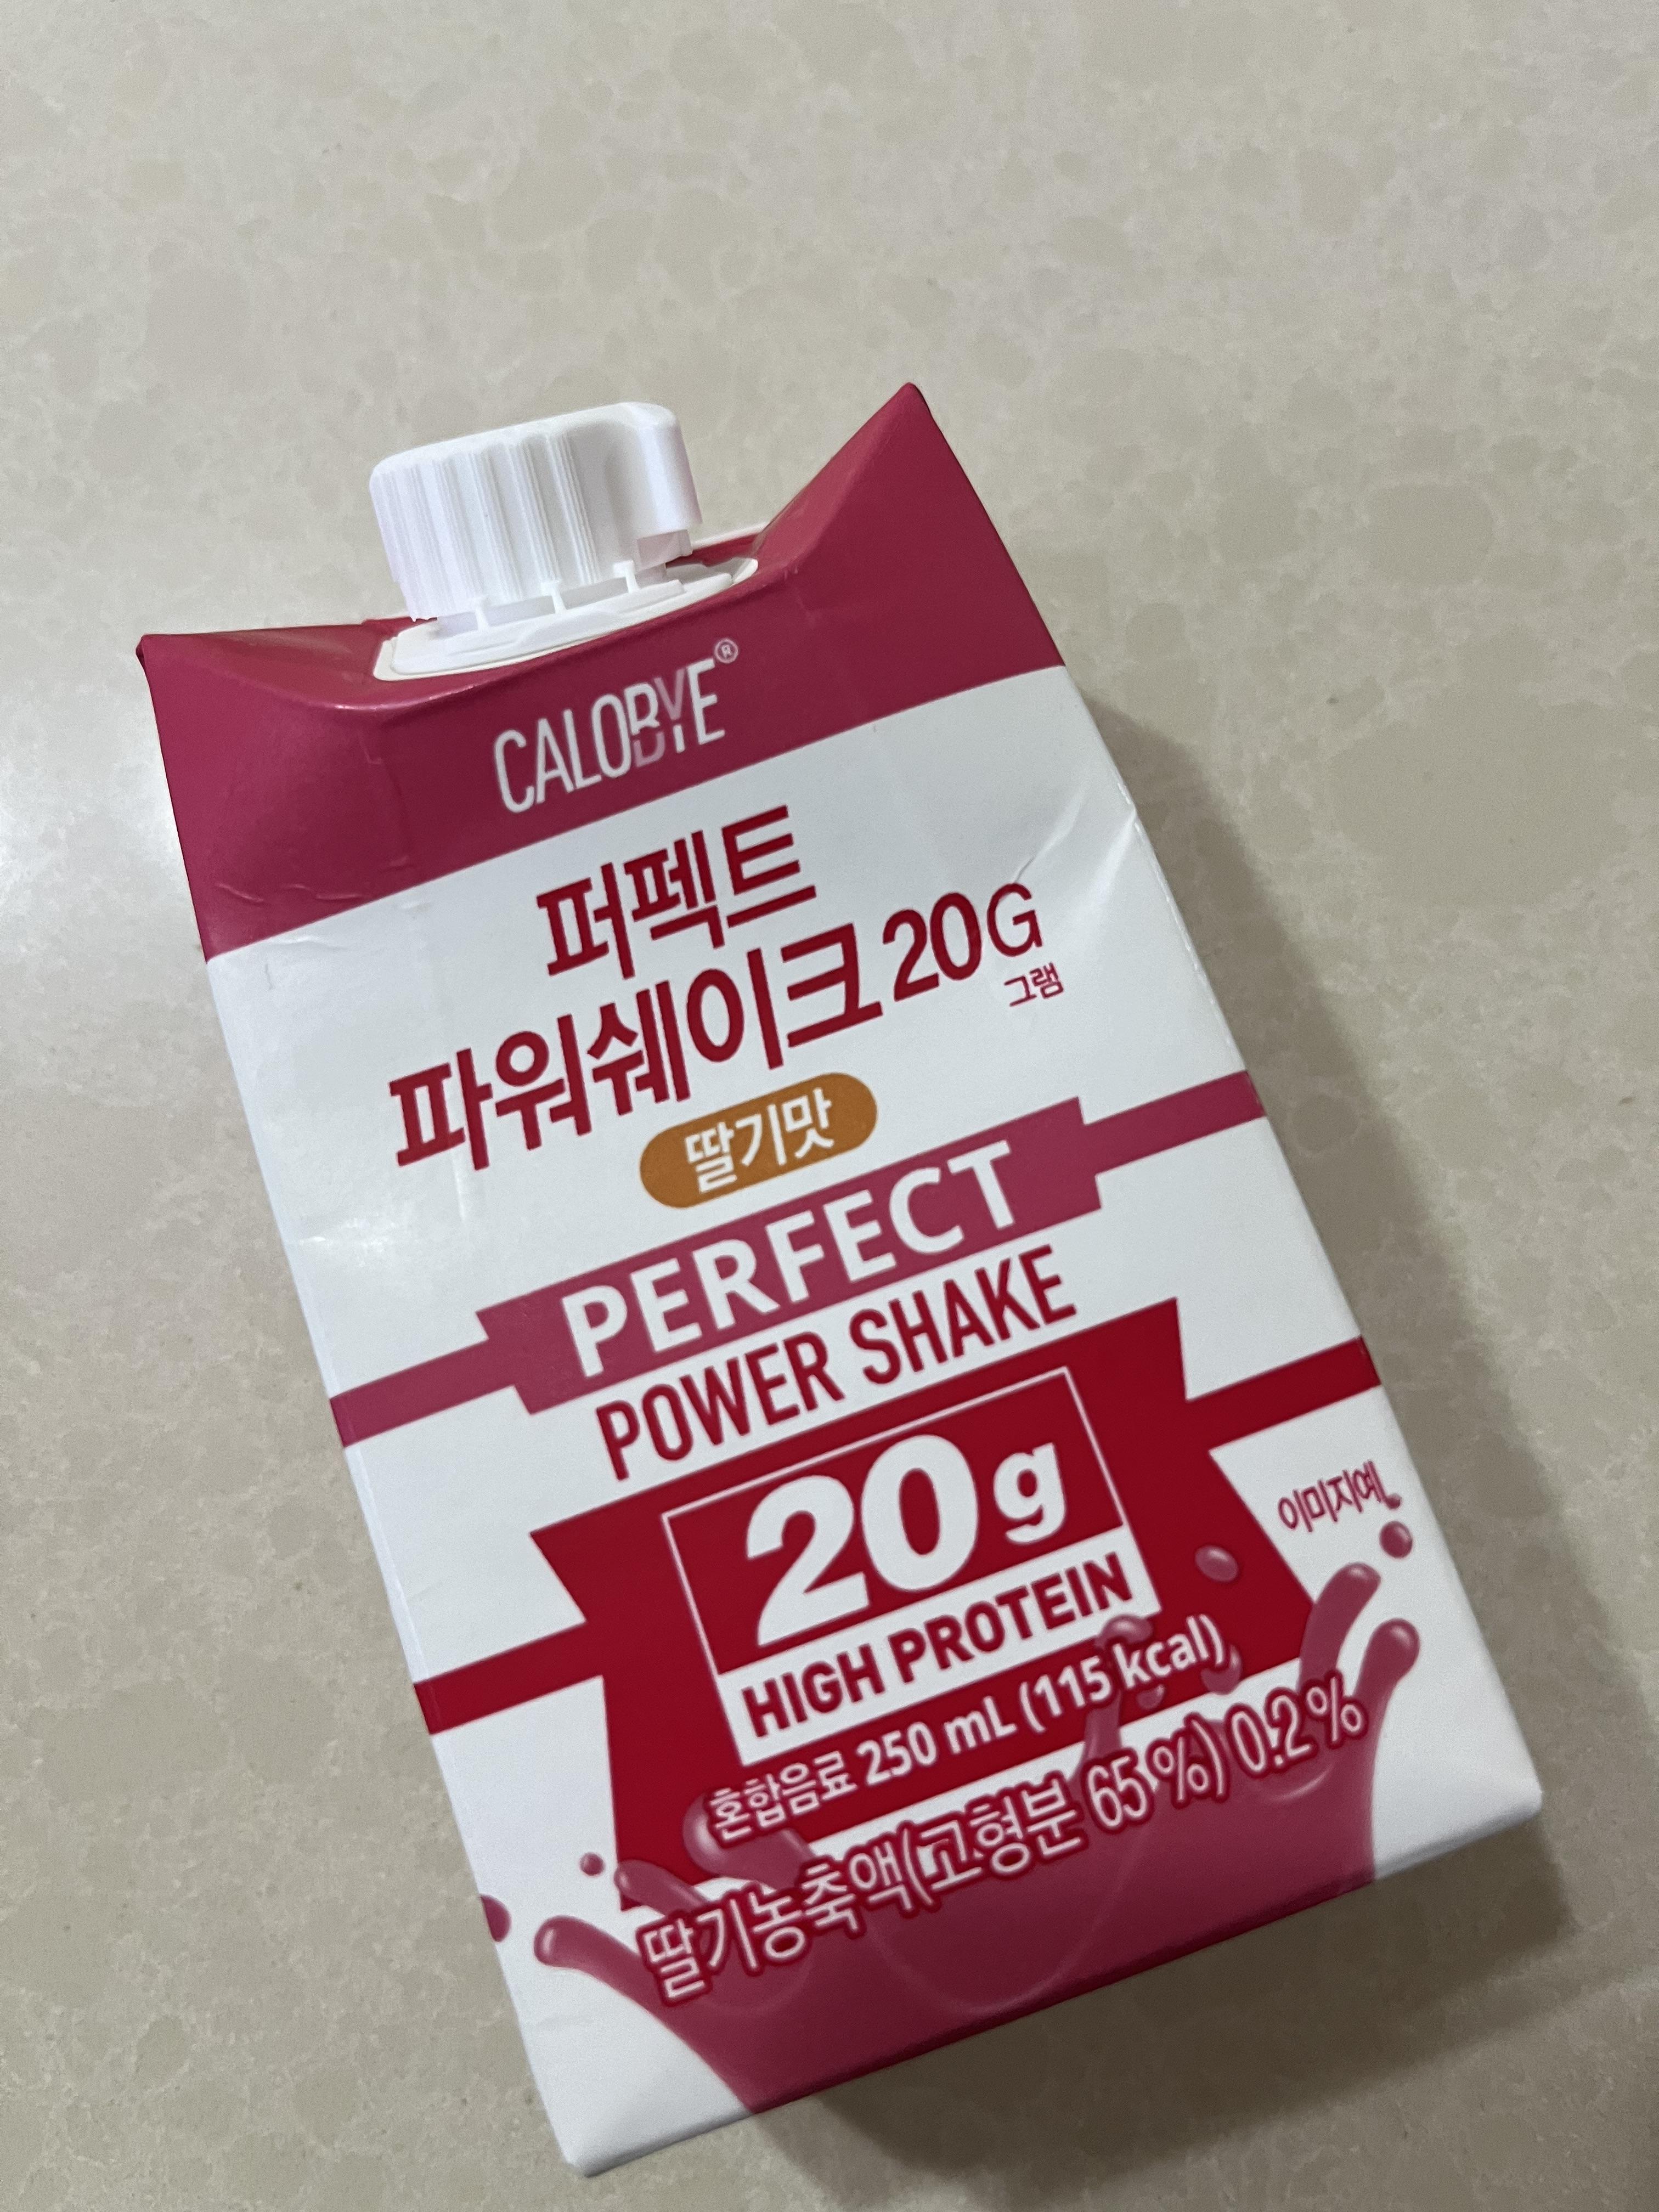 CALOBYE®
퍼펙트
파워쉐이크 20G
그램
딸기맛
PERFECT
POWER SHAKE
20g
HIGH PROTEIN
이미지예
혼합음료 250 mL (115 kcal)
딸기농축액(고형분 65 %) 0.2 %